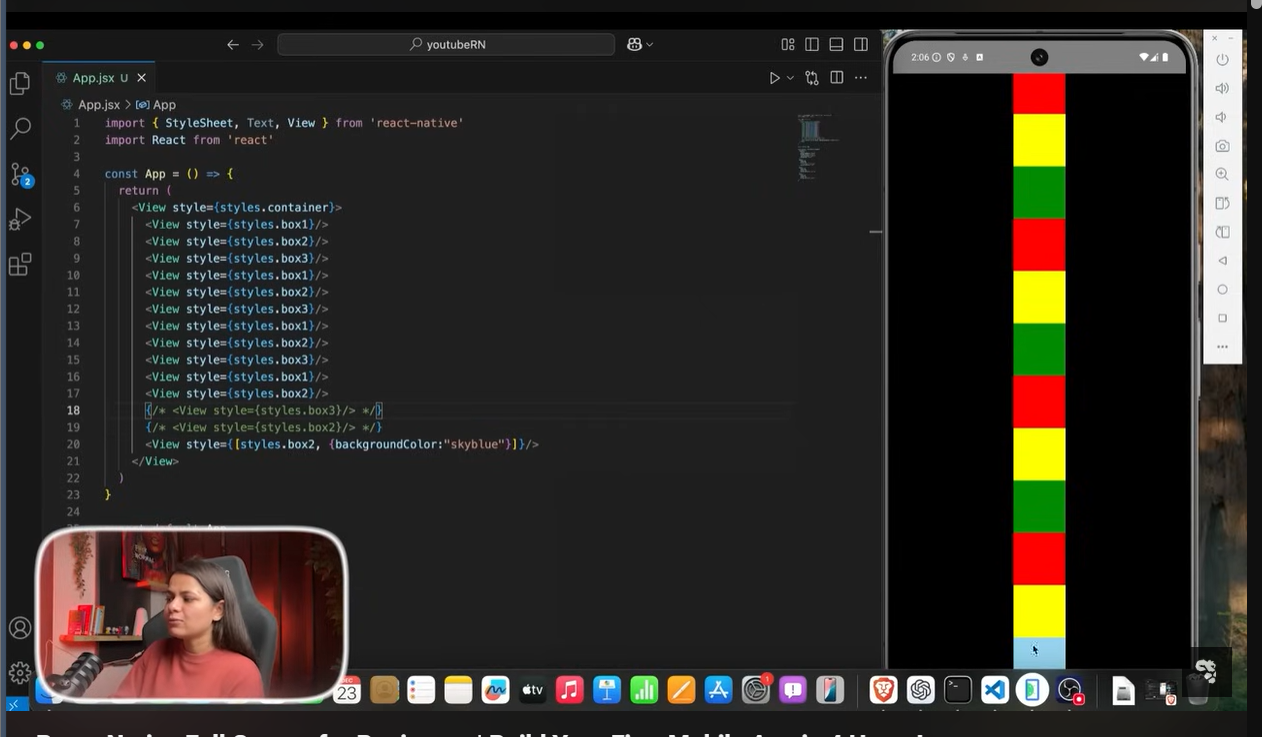 youtubeRN
App.jsx U
App.jsx > App
1 import { StyleSheet, Text, View } from 'react-native'
2 import React from 'react'
3
4 const App = () => {
5 return (
6 <View style={styles.container}>
7 <View style={styles.box1}/>
8 <View style={styles.box2}/>
9 <View style={styles.box3}/>
10 <View style={styles.box1}/>
11 <View style={styles.box2}/>
12 <View style={styles.box3}/>
13 <View style={styles.box1}/>
14 <View style={styles.box2}/>
15 <View style={styles.box3}/>
16 <View style={styles.box1}/>
17 <View style={styles.box2}/>
18 {/* <View style={styles.box3}/> */}
19 {/* <View style={styles.box2}/> */}
20 <View style={[styles.box2, {backgroundColor:"skyblue"}]}/>
21 </View>
22 )
23 }
24
2:06
2
DEC
23
tv
1